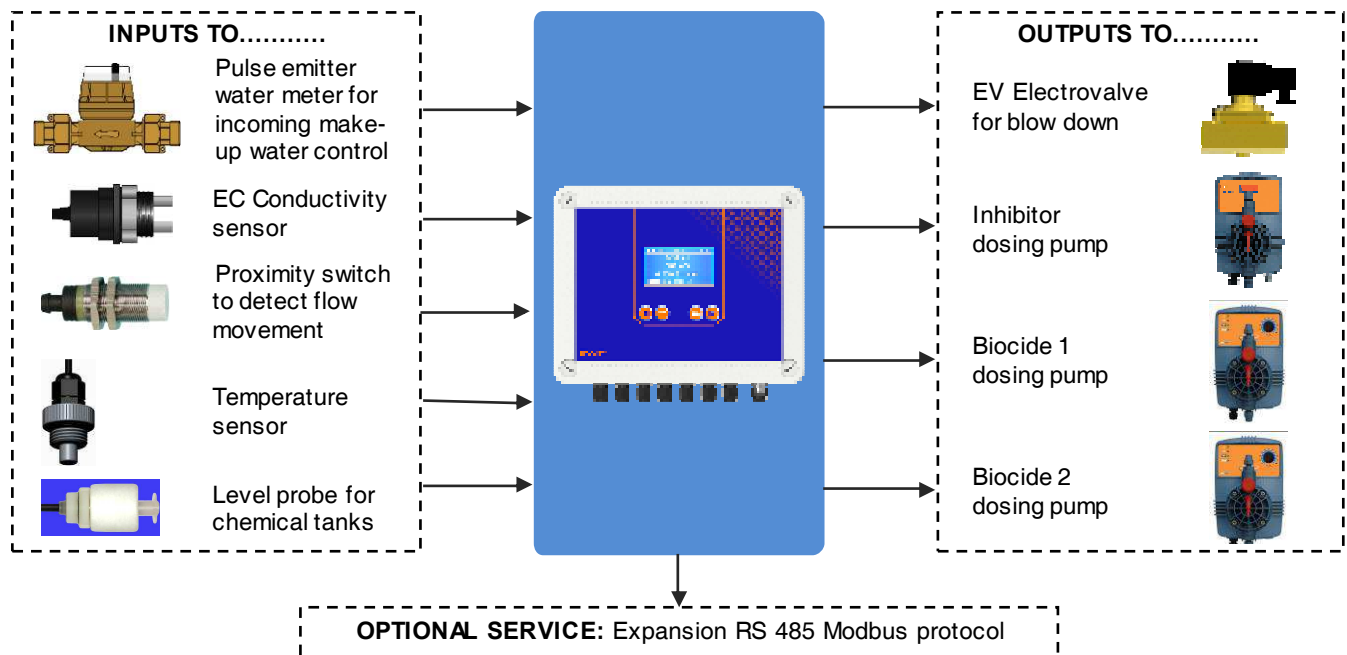 INPUTS TO...........
Pulse emitter
water meter for
incoming make-
up water control
EC Conductivity
sensor
Proximity switch
to detect flow
movement
Temperature
sensor
Level probe for
chemical tanks
OUTPUTS TO...........
EV Electrovalve
for blow down
Inhibitor
dosing pump
Biocide 1
dosing pump
Biocide 2
dosing pump
OPTIONAL SERVICE: Expansion RS 485 Modbus protocol